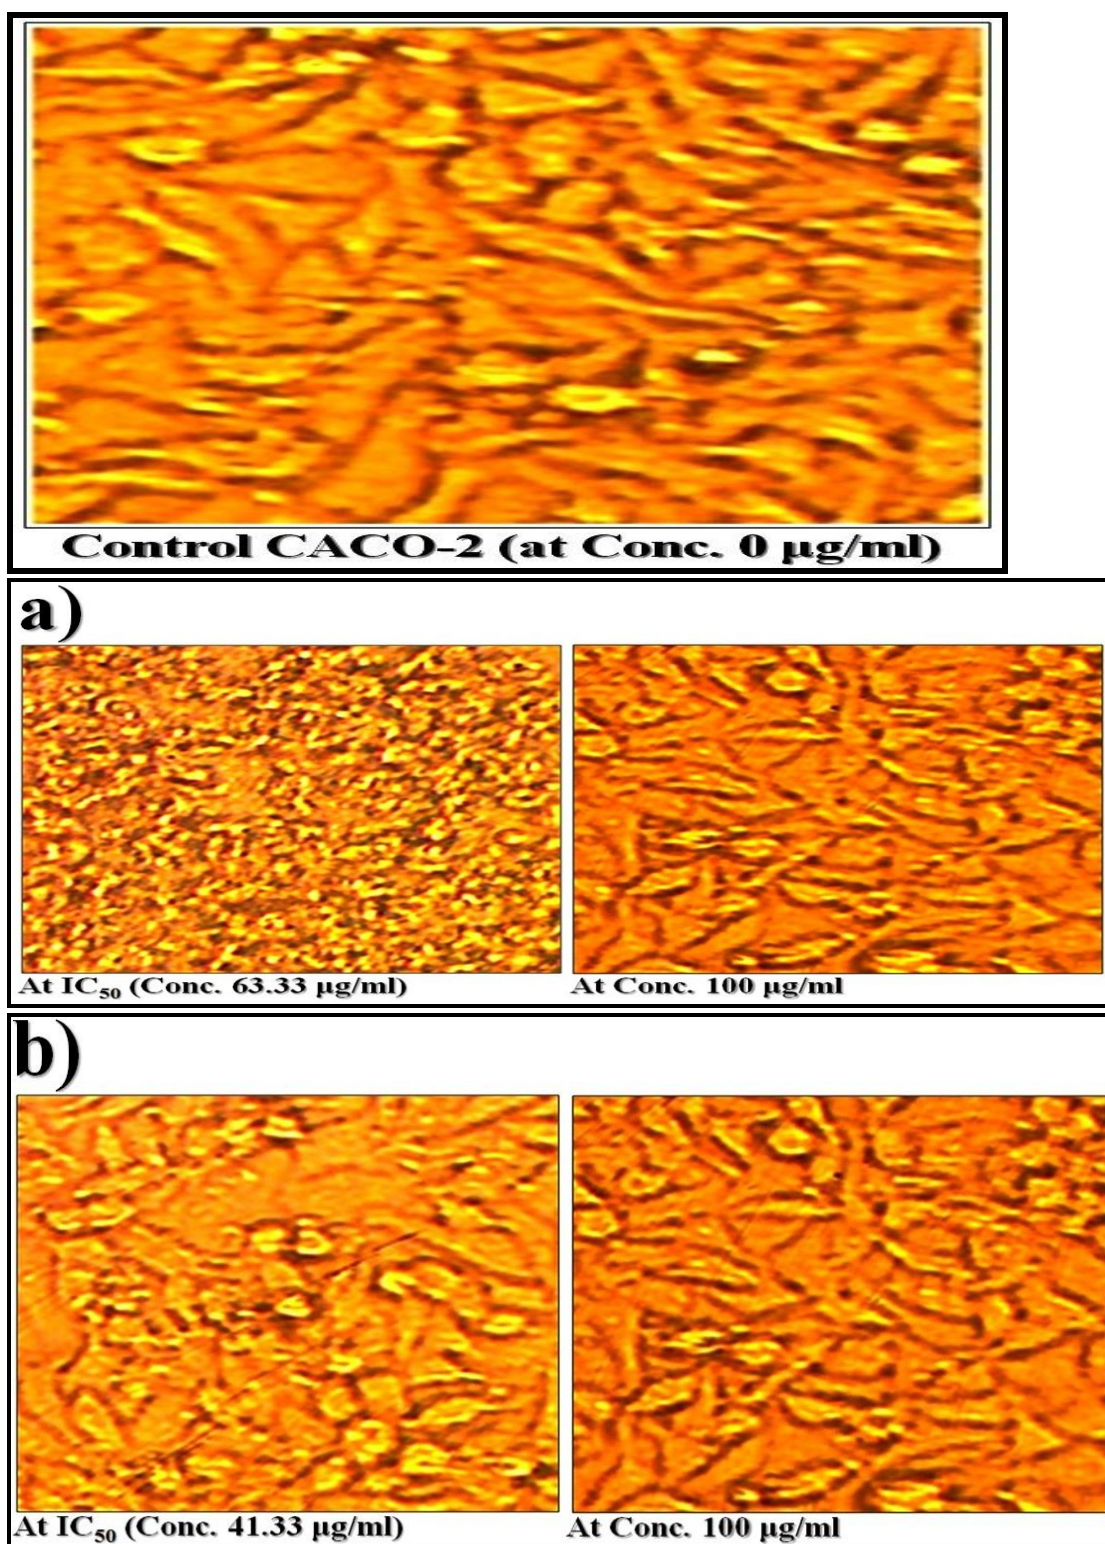 Control CACO-2 (at Conc. 0 µg/ml)
a)
At IC₅₀ (Conc. 63.33 µg/ml)
At Conc. 100 µg/ml
b)
At IC₅₀ (Conc. 41.33 µg/ml)
At Conc. 100 µg/ml